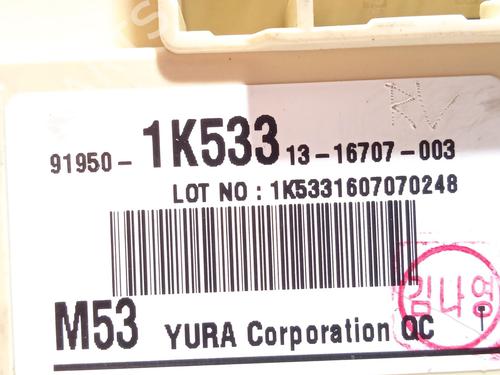 RV
91950- 1K533 13-16707-003
LOT NO : 1K5331607070248
M53 YURA Corporation QC
김나영